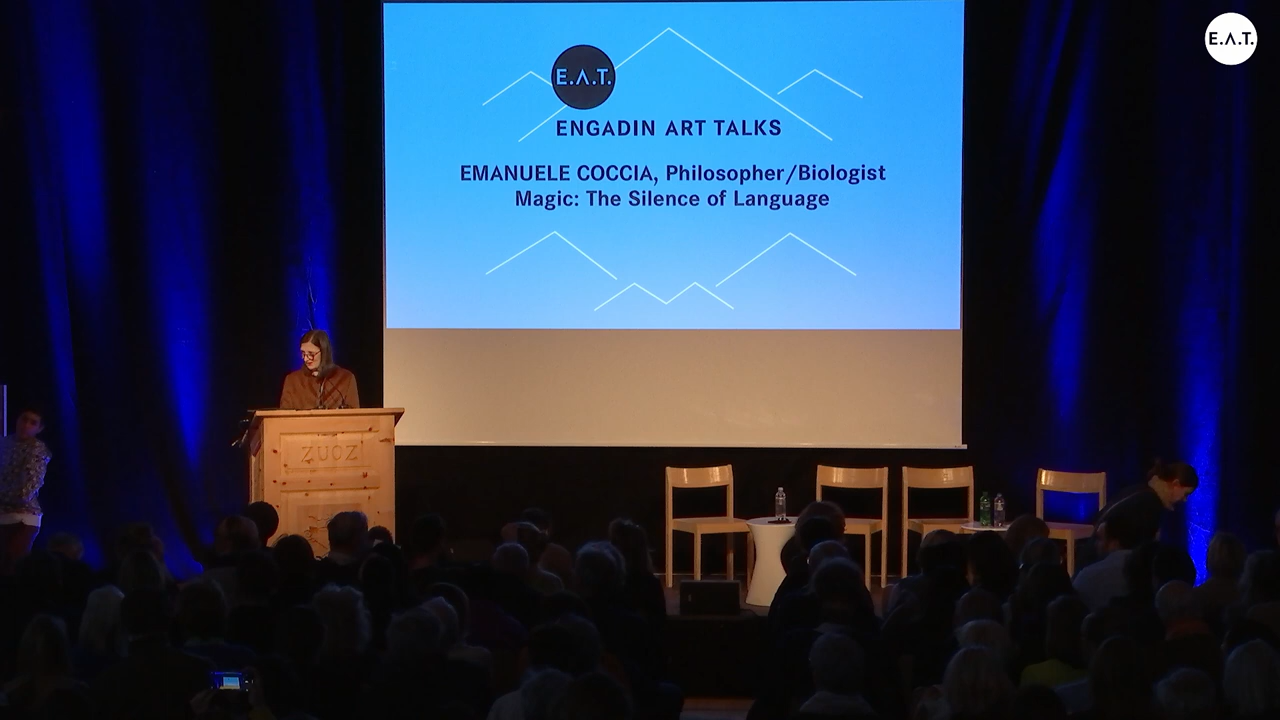 E.Λ.T.
E.Λ.T.
ENGADIN ART TALKS
EMANUELE COCCIA, Philosopher/Biologist
Magic: The Silence of Language
ZUOZ